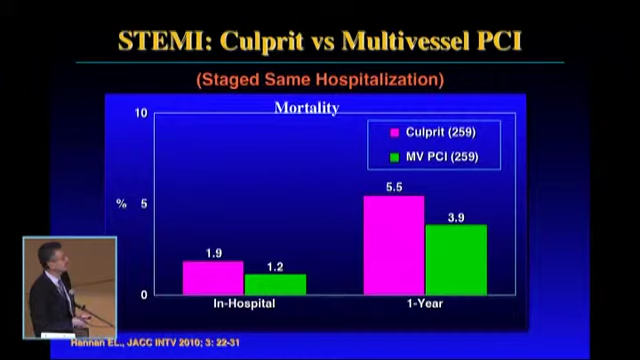 STEMI: Culprit vs Multivessel PCI
(Staged Same Hospitalization)
Mortality
10
Culprit (259)
MV PCI (259)
5.5
% 5
3.9
1.9
1.2
0
In-Hospital 1-Year
Hannan EL., JACC INTV 2010; 3: 22-31